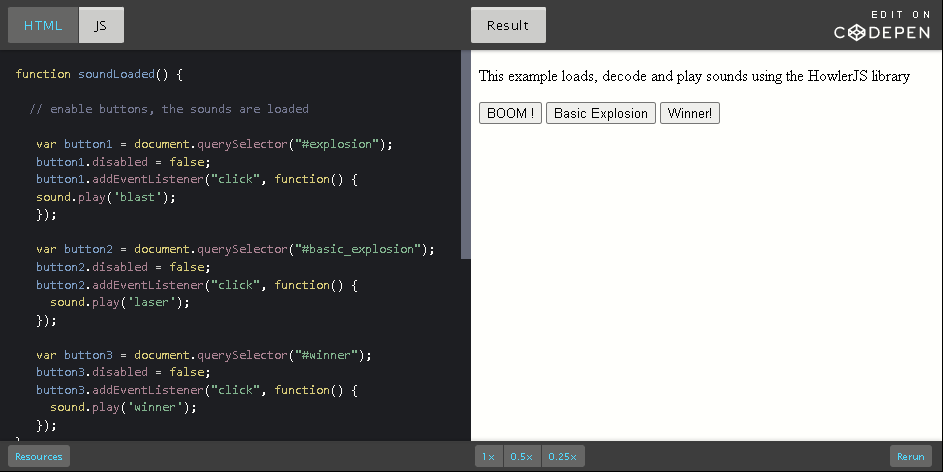 HTML JS
Result
EDIT ON
CODEPEN
function soundLoaded() {
// enable buttons, the sounds are loaded
var button1 = document.querySelector("#explosion");
button1.disabled = false;
button1.addEventListener("click", function() {
sound.play('blast');
});
var button2 = document.querySelector("#basic_explosion");
button2.disabled = false;
button2.addEventListener("click", function() {
sound.play('laser');
});
var button3 = document.querySelector("#winner");
button3.disabled = false;
button3.addEventListener("click", function() {
sound.play('winner');
});
}
This example loads, decode and play sounds using the HowlerJS library
BOOM ! Basic Explosion Winner!
Resources
1x 0.5x 0.25x
Rerun